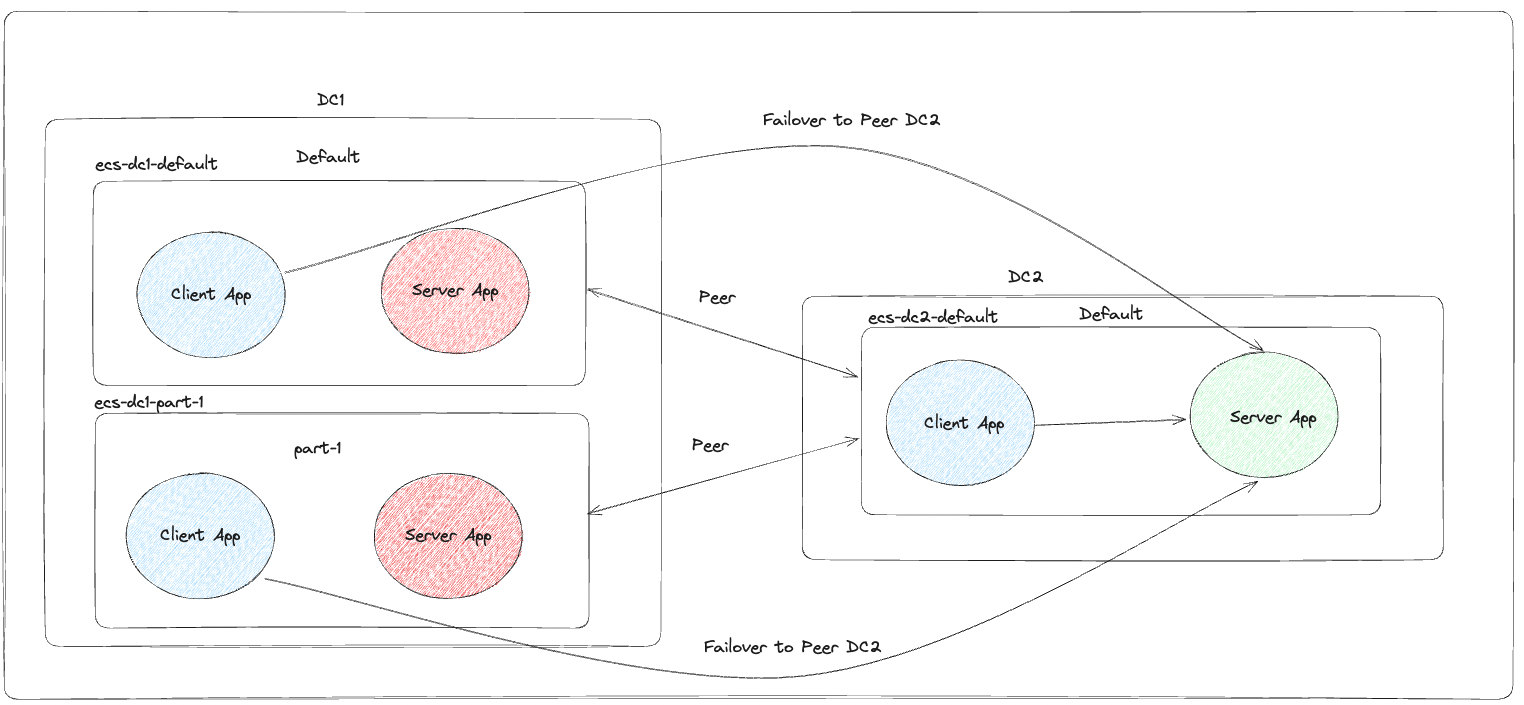 DC1
Failover to Peer DC2
ecs-dc1-default
Default
Client App
Server App
Peer
DC2
ecs-dc2-default
Default
Client App
Server App
ecs-dc1-part-1
part-1
Peer
Client App
Server App
Failover to Peer DC2